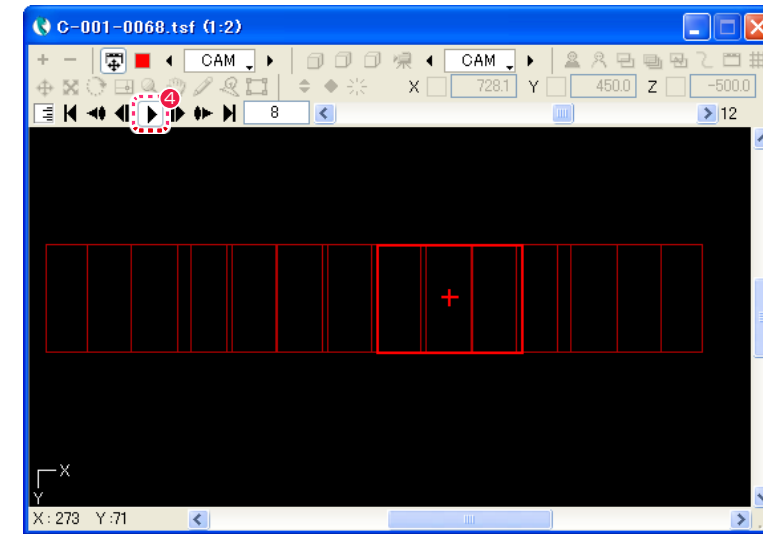 C-001-0068.tsf (1:2)
CAM CAM
X 728.1 Y 450.0 Z -500.0
4
8 12
X
Y
X : 273 Y :71